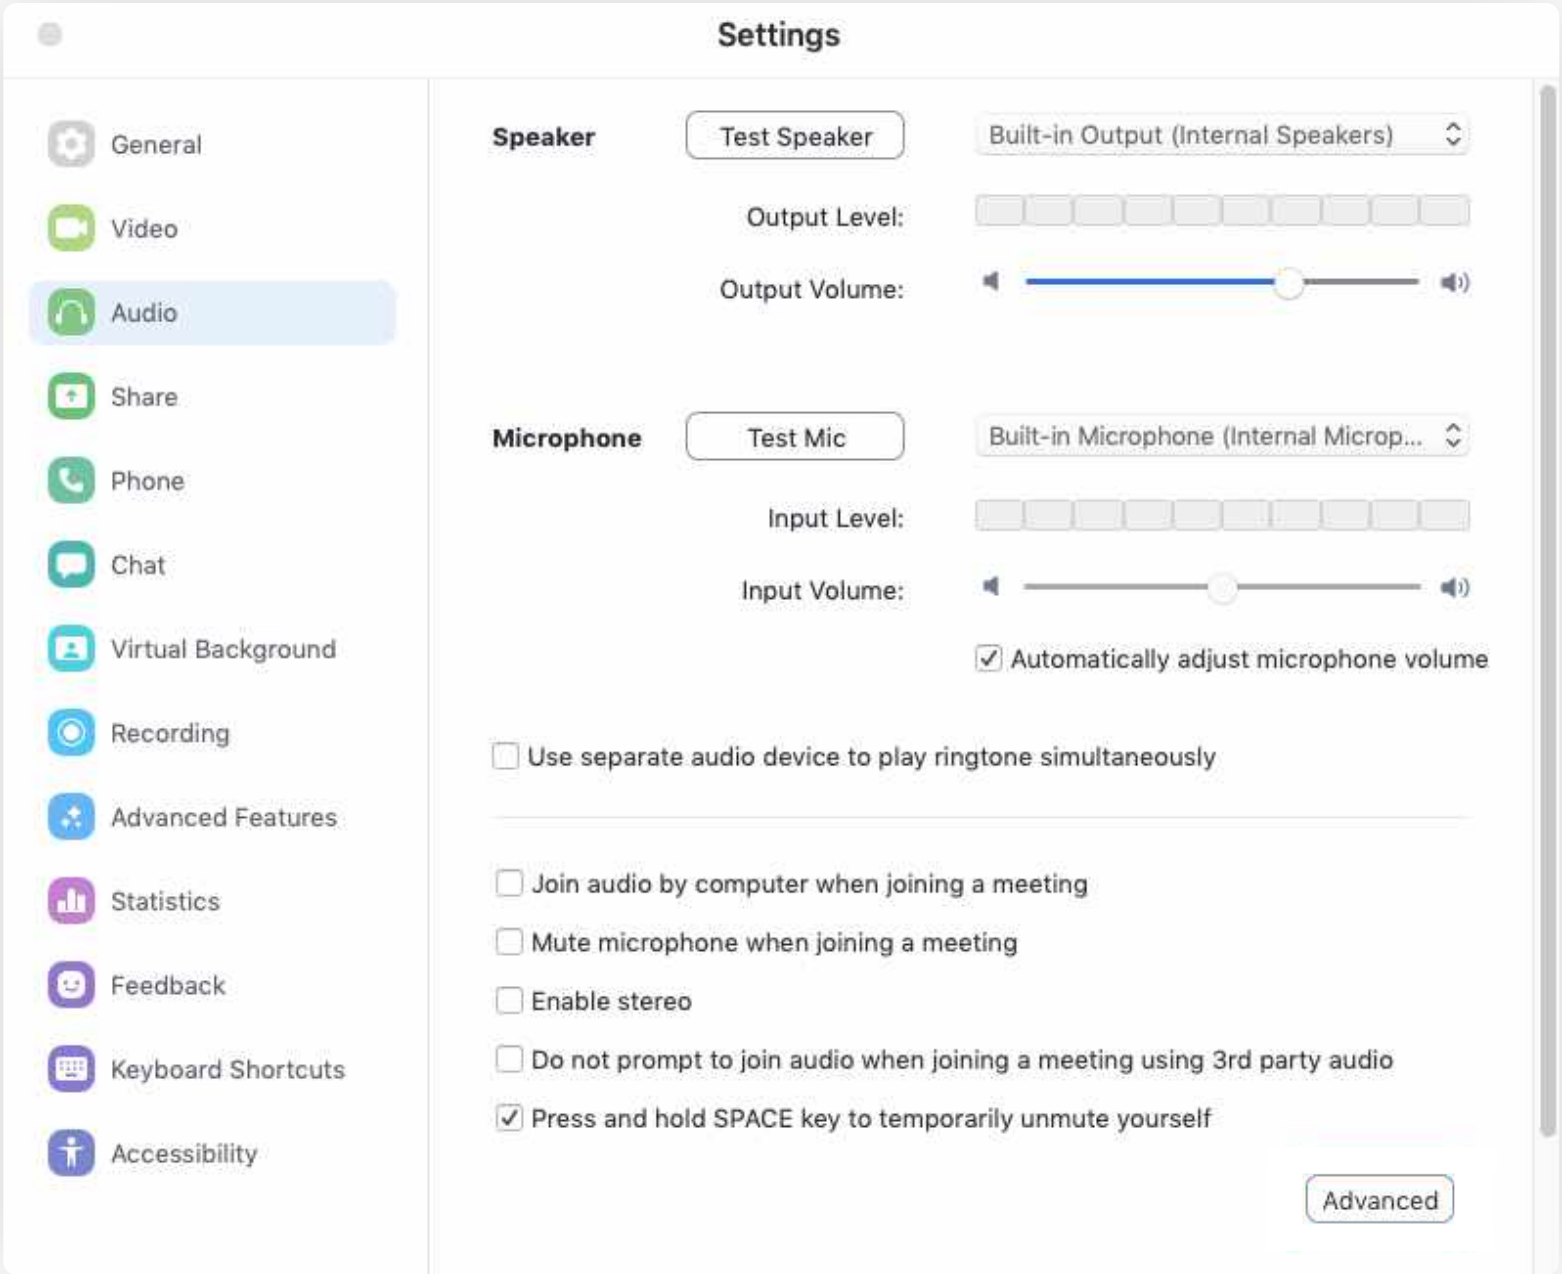 Settings
General
Video
Audio
Share
Phone
Chat
Virtual Background
Recording
Advanced Features
Statistics
Feedback
Keyboard Shortcuts
Accessibility
Speaker
Test Speaker
Built-in Output (Internal Speakers)
Output Level:
Output Volume:
Microphone
Test Mic
Built-in Microphone (Internal Microp...
Input Level:
Input Volume:
Automatically adjust microphone volume
Use separate audio device to play ringtone simultaneously
Join audio by computer when joining a meeting
Mute microphone when joining a meeting
Enable stereo
Do not prompt to join audio when joining a meeting using 3rd party audio
Press and hold SPACE key to temporarily unmute yourself
Advanced